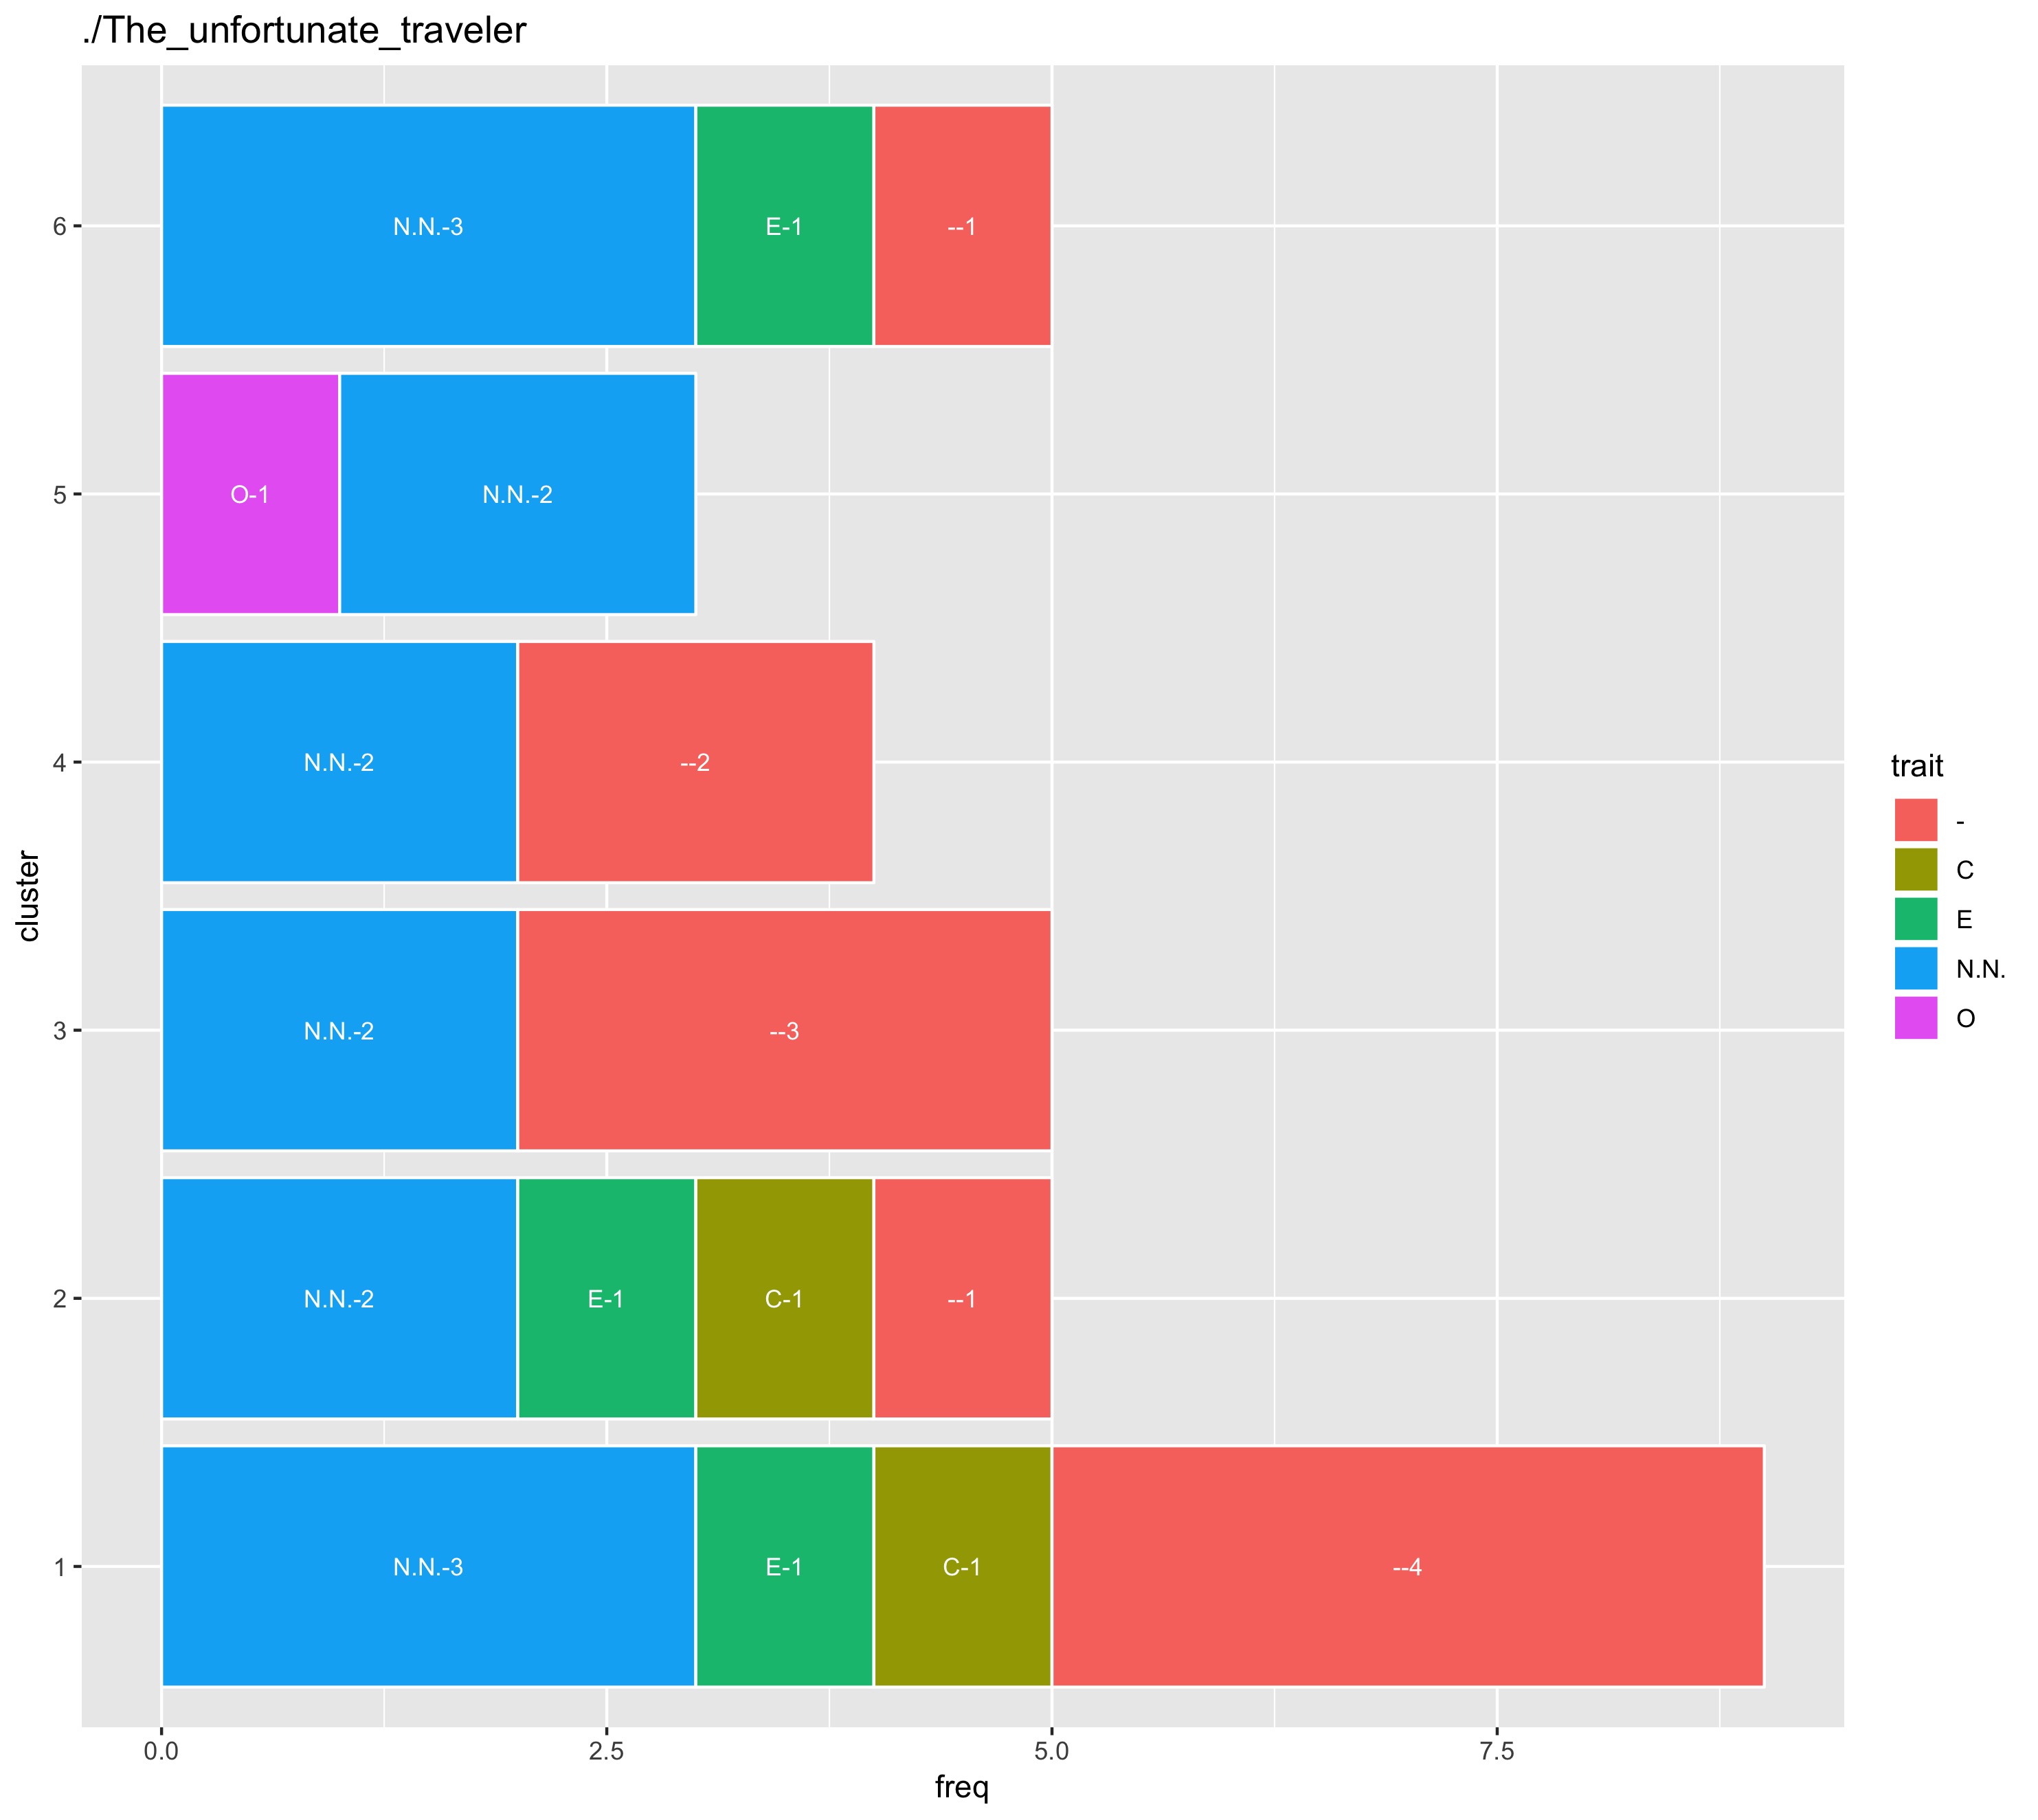 ./The_unfortunate_traveler
cluster
6
N.N.-3
E-1
--1
5
O-1
N.N.-2
4
N.N.-2
--2
3
N.N.-2
--3
2
N.N.-2
E-1
C-1
--1
1
N.N.-3
E-1
C-1
--4
0.0
2.5
5.0
7.5
freq
trait
-
C
E
N.N.
O